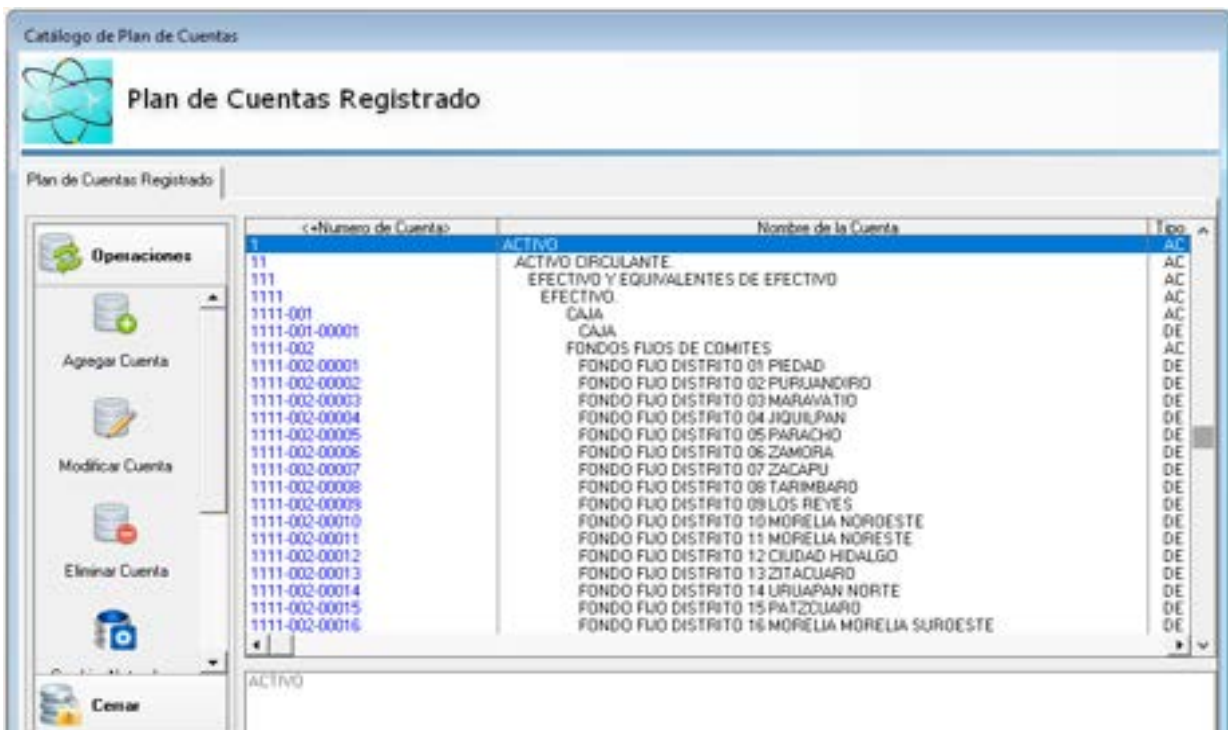 Catálogo de Plan de Cuentas
Plan de Cuentas Registrado
Plan de Cuentas Registrado
Operaciones
Agregar Cuenta
Modificar Cuenta
Eliminar Cuenta
Cerrar
<+Numero de Cuenta> Nombre de la Cuenta Tipo
1 ACTIVO AC
11 ACTIVO CIRCULANTE. AC
111 EFECTIVO Y EQUIVALENTES DE EFECTIVO AC
1111 EFECTIVO. AC
1111-001 CAJA AC
1111-001-00001 CAJA DE
1111-002 FONDOS FIJOS DE COMITES AC
1111-002-00001 FONDO FIJO DISTRITO 01 PIEDAD DE
1111-002-00002 FONDO FIJO DISTRITO 02 PURUANDIRO DE
1111-002-00003 FONDO FIJO DISTRITO 03 MARAVATIO DE
1111-002-00004 FONDO FIJO DISTRITO 04 JIQUILPAN DE
1111-002-00005 FONDO FIJO DISTRITO 05 PARACHO DE
1111-002-00006 FONDO FIJO DISTRITO 06 ZAMORA DE
1111-002-00007 FONDO FIJO DISTRITO 07 ZACAPU DE
1111-002-00008 FONDO FIJO DISTRITO 08 TARIMBARO DE
1111-002-00009 FONDO FIJO DISTRITO 09 LOS REYES DE
1111-002-00010 FONDO FIJO DISTRITO 10 MORELIA NOROESTE DE
1111-002-00011 FONDO FIJO DISTRITO 11 MORELIA NORESTE DE
1111-002-00012 FONDO FIJO DISTRITO 12 CIUDAD HIDALGO DE
1111-002-00013 FONDO FIJO DISTRITO 13 ZITACUARO DE
1111-002-00014 FONDO FIJO DISTRITO 14 URUAPAN NORTE DE
1111-002-00015 FONDO FIJO DISTRITO 15 PATZCUARO DE
1111-002-00016 FONDO FIJO DISTRITO 16 MORELIA MORELIA SUROESTE DE
ACTIVO